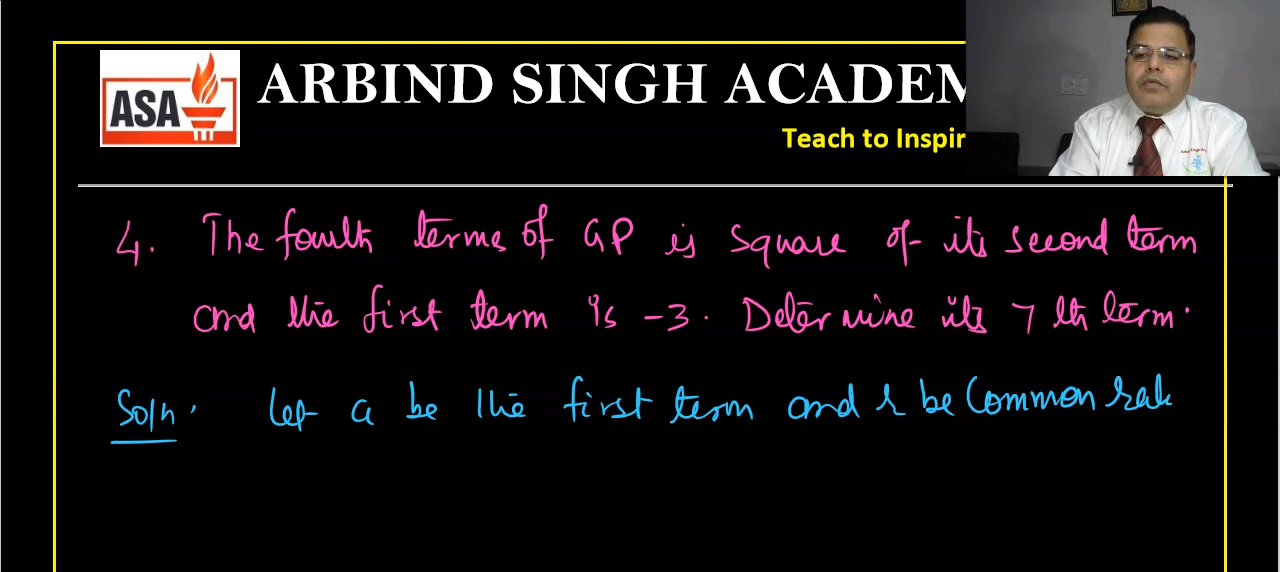 ASA
ARBIND SINGH ACADEM
Teach to Inspir
4. The fourth terms of GP is square of its second term
and the first term is -3. Determine its 7th term.
Soln. Let a be the first term and r be Common